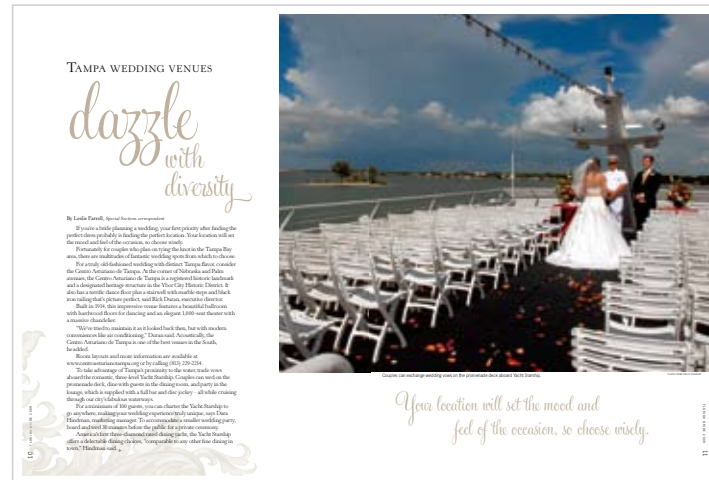 TAMPA WEDDING VENUES
dazzle
with
diversity
By Leslie Farrell, Special Sections correspondent
If you're a bride planning a wedding, your first priority after finding the
perfect dress probably is finding the perfect location. Your location will set
the mood and feel of the occasion, so choose wisely.
Fortunately for couples who plan on tying the knot in the Tampa Bay
area, there are multitudes of fantastic wedding spots from which to choose.
For a truly old-fashioned wedding with distinct Tampa flavor, consider
the Centro Asturiano de Tampa. At the corner of Nebraska and Palm
avenues, the Centro Asturiano de Tampa is a registered historic landmark
and a designated heritage structure in the Ybor City Historic District. It
also has a terrific dance floor plus a stairwell with marble steps and black
iron railing that's picture perfect, said Rick Duran, executive director.
Built in 1914, this impressive venue features a beautiful ballroom
with hardwood floors for dancing and an elegant 1,000-seat theater with
a massive chandelier.
"We've tried to maintain it as it looked back then, but with modern
conveniences like air conditioning," Duran said. Acoustically, the
Centro Asturiano de Tampa is one of the best venues in the South,
he added.
Room layouts and more information are available at
www.centroasturianotampa.org or by calling (813) 229-2214.
To take advantage of Tampa's proximity to the water, trade vows
aboard the romantic, three-level Yacht Starship. Couples can wed on the
promenade deck, dine with guests in the dining room, and party in the
lounge, which is supplied with a full bar and disc jockey – all while cruising
through our city's fabulous waterways.
For a minimum of 100 guests, you can charter the Yacht Starship to
go anywhere, making your wedding experience truly unique, says Dara
Hindman, marketing manager. To accommodate a smaller wedding party,
board and wed 30 minutes before the public for a private ceremony.
America's first three-diamond rated dining yacht, the Yacht Starship
offers a delectable dining choices, "comparable to any other fine dining in
town," Hindman said.
Couples can exchange wedding vows on the promenade deck aboard Yacht Starship.
Your location will set the mood and
feel of the occasion, so choose wisely.
10
11